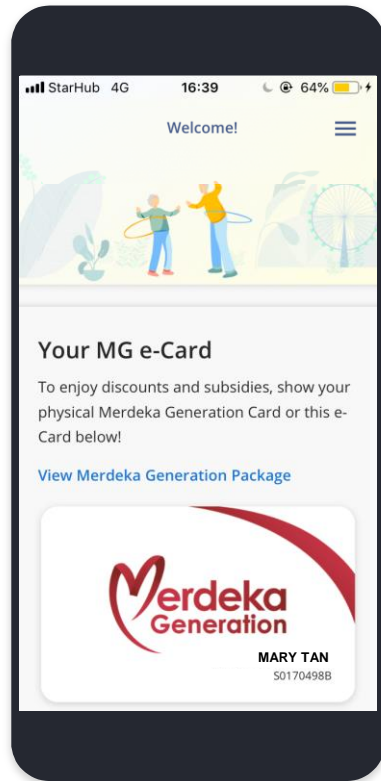 StarHub 4G 16:39 64%
Welcome!
Your MG e-Card
To enjoy discounts and subsidies, show your
physical Merdeka Generation Card or this e-
Card below!
View Merdeka Generation Package
Merdeka
Generation
MARY TAN
S0170498B